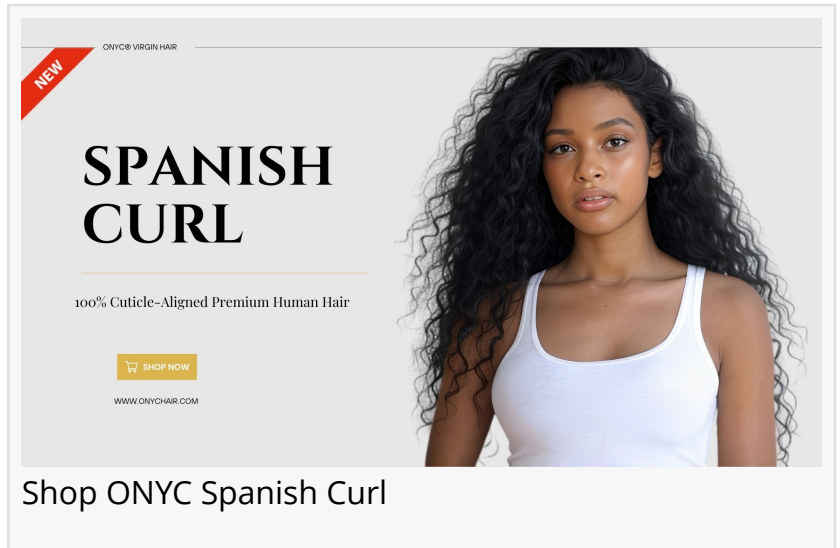 ONYC® VIRGIN HAIR
NEW
SPANISH
CURL
100% Cuticle-Aligned Premium Human Hair
SHOP NOW
WWW.ONYCHAIR.COM
Shop ONYC Spanish Curl